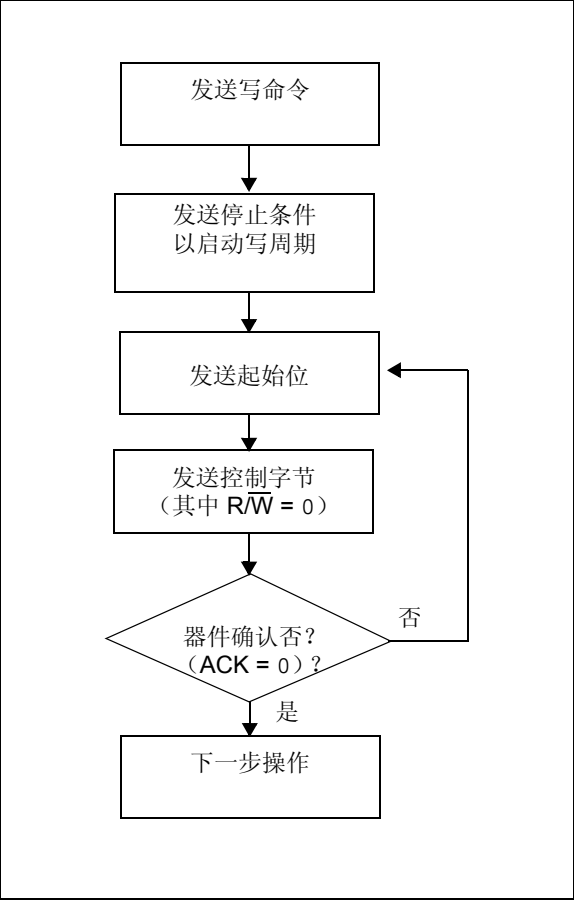 发送写命令
发送停止条件
以启动写周期
发送起始位
发送控制字节
（其中 R/W̅ = 0）
器件确认否？
（ACK = 0）？
否
是
下一步操作